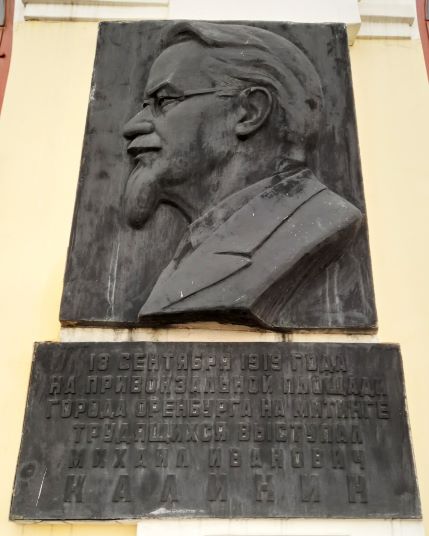 18 СЕНТЯБРЯ 1919 ГОДА
НА ПРИВОКЗАЛЬНОЙ ПЛОЩАДИ
ГОРОДА ОРЕНБУРГА НА МИТИНГЕ
ТРУДЯЩИХСЯ ВЫСТУПАЛ
МИХАИЛ ИВАНОВИЧ
КАЛИНИН